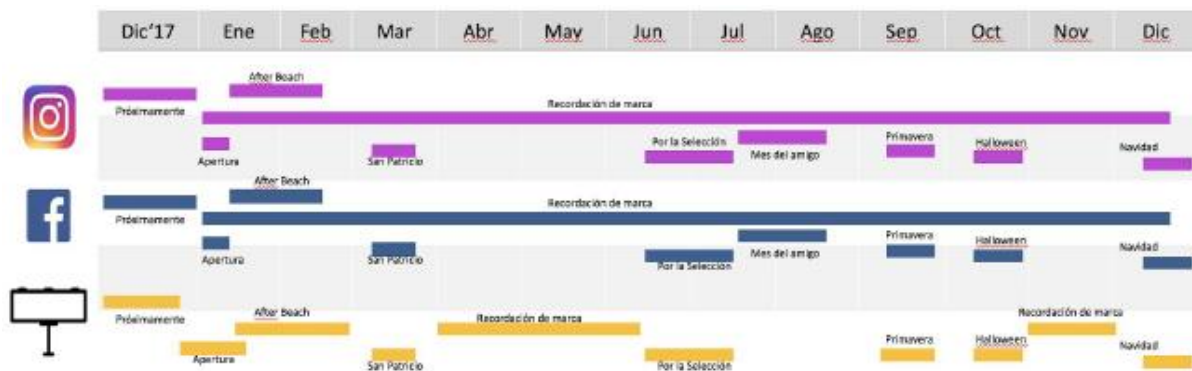 Dic'17 Ene Feb Mar Abr May Jun Jul Ago Sep Oct Nov Dic
After Beach
Próximamente
Recordación de marca
Apertura
San Patricio
Por la Selección
Mes del amigo
Primavera
Halloween
Navidad
After Beach
Próximamente
Recordación de marca
Apertura
San Patricio
Por la Selección
Mes del amigo
Primavera
Halloween
Navidad
Próximamente
After Beach
Recordación de marca
Recordación de marca
Apertura
San Patricio
Por la Selección
Primavera
Halloween
Navidad